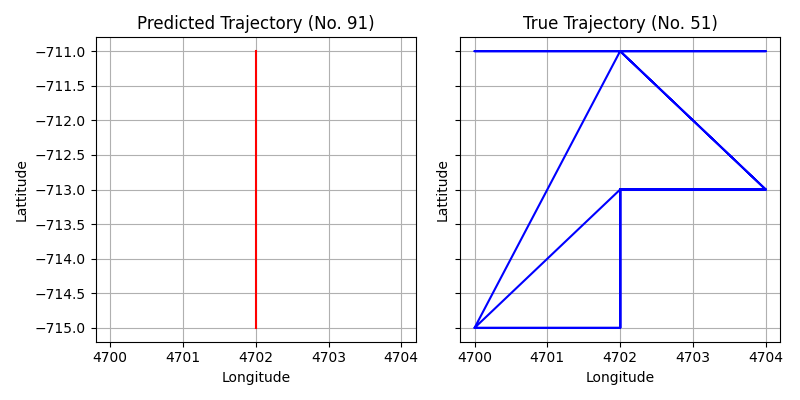 Predicted Trajectory (No. 91)
True Trajectory (No. 51)
−711.0
−711.5
−712.0
−712.5
−713.0
−713.5
−714.0
−714.5
−715.0
Lattitude
Lattitude
4700 4701 4702 4703 4704
4700 4701 4702 4703 4704
Longitude
Longitude